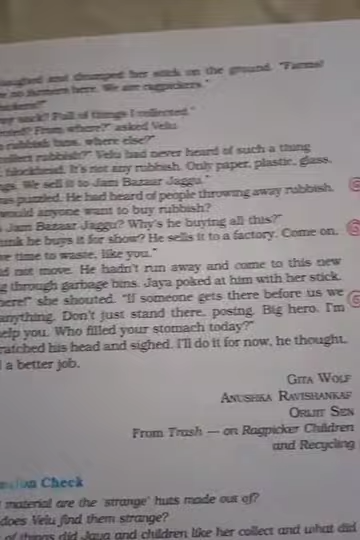 laughed and thumped her stick on the ground. "Farms!
no farmers here. We are ragpickers."
sack? Full of things I collected."
From where?" asked Velu.
rubbish bins, where else?"
collect rubbish?" Velu had never heard of such a thing
blockhead. It's not any rubbish. Only paper, plastic, glass,
We sell it to Jam Bazaar Jaggu."
was puzzled. He had heard of people throwing away rubbish.
would anyone want to buy rubbish?
Jam Bazaar Jaggu? Why's he buying all this?"
he buys it for show? He sells it to a factory. Come on,
time to waste, like you."
not move. He hadn't run away and come to this new
through garbage bins. Jaya poked at him with her stick.
here!" she shouted. "If someone gets there before us we
anything. Don't just stand there, posing. Big hero. I'm
help you. Who filled your stomach today?"
ratched his head and sighed. I'll do it for now, he thought,
a better job.
GITA WOLF
ANUSHKA RAVISHANKAR
ORIJIT SEN
From Trash — on Ragpicker Children
and Recycling
Check
material are the 'strange' huts made out of?
does Velu find them strange?
of things did Jaya and children like her collect and what did